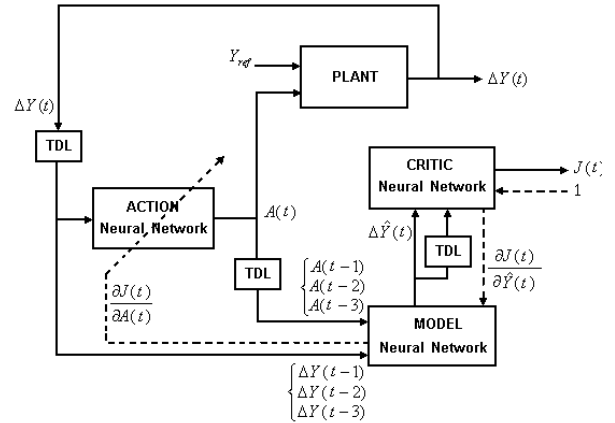 Y_ref
PLANT
ΔY(t)
ΔY(t)
TDL
CRITIC
Neural Network
J(t)
1
ACTION
Neural Network
A(t)
ΔŶ(t)
TDL
∂J(t)
∂Ŷ(t)
TDL
A(t−1)
A(t−2)
A(t−3)
∂J(t)
∂A(t)
MODEL
Neural Network
ΔY(t−1)
ΔY(t−2)
ΔY(t−3)